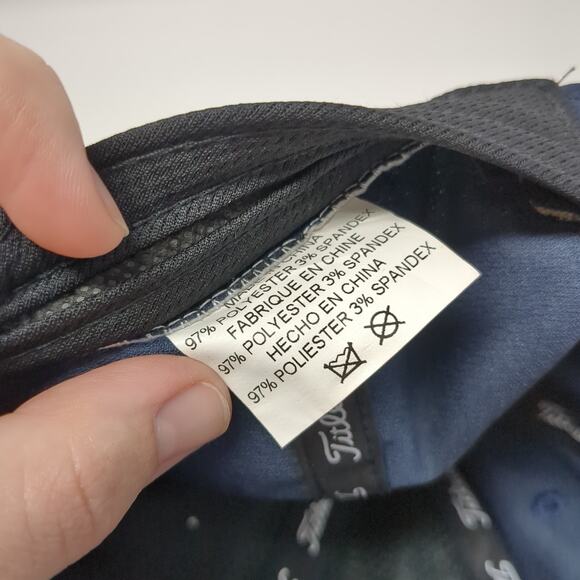 CHINA
97% POLYESTER 3% SPANDEX
FABRIQUE EN CHINE
97% POLYESTER 3% SPANDEX
HECHO EN CHINA
97% POLIESTER 3% SPANDEX
Titl